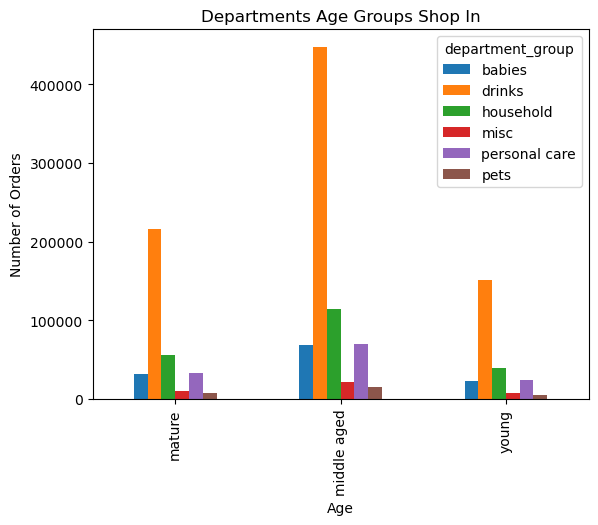 Departments Age Groups Shop In
department_group
babies
drinks
household
misc
personal care
pets
Number of Orders
400000
300000
200000
100000
0
mature
middle aged
young
Age